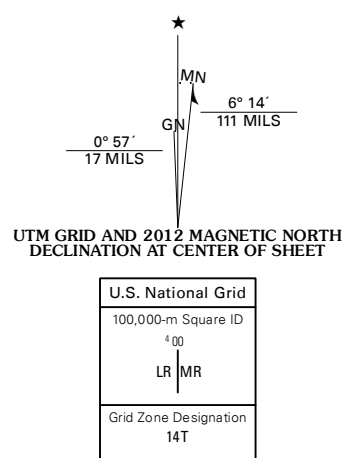 ★
MN
6° 14´
111 MILS
GN
0° 57´
17 MILS
UTM GRID AND 2012 MAGNETIC NORTH
DECLINATION AT CENTER OF SHEET
U.S. National Grid
100,000-m Square ID
⁴00
LR MR
Grid Zone Designation
14T